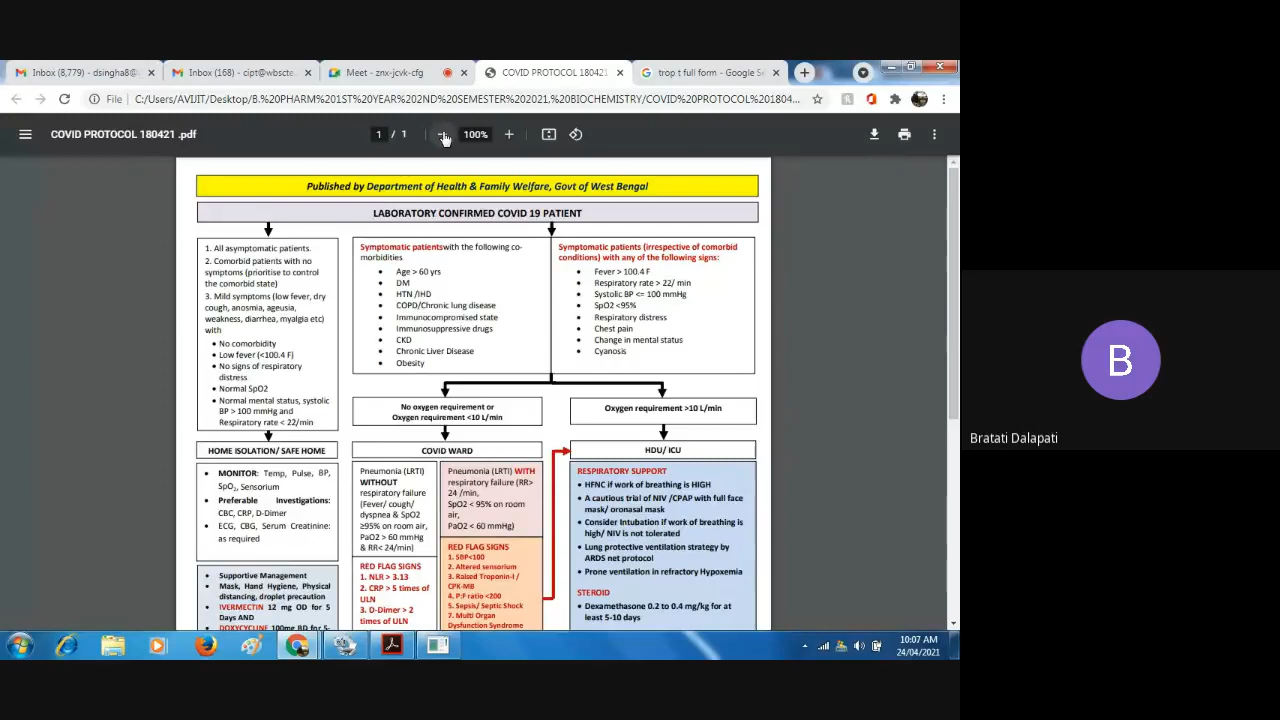 Inbox (8,779) - dsingha8@
Inbox (19) - cipt@wbscte
Meet - znx-jcvk-cfg
COVID PROTOCOL 180421
trop t full form - Google Se
File
C:/Users/AVIJIT/Desktop/B.%20PHARM%201ST%20YEAR%202ND%20SEMESTER%202021,%20BIOCHEMISTRY/COVID%20PROTOCOL%201804...
COVID PROTOCOL 180421 .pdf
1 / 1
100%
Published by Department of Health & Family Welfare, Govt of West Bengal
LABORATORY CONFIRMED COVID 19 PATIENT
1. All asymptomatic patients.
2. Comorbid patients with no
symptoms (prioritise to control
the comorbid state)
3. Mild symptoms (low fever, dry
cough, anosmia, ageusia,
weakness, diarrhea, myalgia etc)
with
• No comorbidity
• Low fever (<100.4 F)
• No signs of respiratory
distress
• Normal SpO2
• Normal mental status, systolic
BP > 100 mmHg and
Respiratory rate < 22/min
Symptomatic patientswith the following co-
morbidities
• Age > 60 yrs
• DM
• HTN /IHD
• COPD/Chronic lung disease
• Immunocompromised state
• Immunosuppressive drugs
• CKD
• Chronic Liver Disease
• Obesity
Symptomatic patients (irrespective of comorbid
conditions) with any of the following signs:
• Fever > 100.4 F
• Respiratory rate > 22/ min
• Systolic BP <= 100 mmHg
• SpO2 <95%
• Respiratory distress
• Chest pain
• Change in mental status
• Cyanosis
No oxygen requirement or
Oxygen requirement <10 L/min
Oxygen requirement >10 L/min
HOME ISOLATION/ SAFE HOME
COVID WARD
HDU/ ICU
• MONITOR: Temp, Pulse, BP,
SpO2, Sensorium
• Preferable Investigations:
CBC, CRP, D-Dimer
• ECG, CBG, Serum Creatinine:
as required
• Supportive Management
• Mask, Hand Hygiene, Physical
distancing, droplet precaution
• IVERMECTIN 12 mg OD for 5
Days AND
• DOXYCYCLINE 100mg BD for 5-
Pneumonia (LRTI)
WITHOUT
respiratory failure
(Fever/ cough/
dyspnea & SpO2
≥95% on room air,
PaO2 > 60 mmHg
& RR< 24/min)
RED FLAG SIGNS
1. NLR > 3.13
2. CRP > 5 times of
ULN
3. D-Dimer > 2
times of ULN
Pneumonia (LRTI) WITH
respiratory failure (RR>
24 /min,
SpO2 < 95% on room
air,
PaO2 < 60 mmHg)
RED FLAG SIGNS
1. SBP<100
2. Altered sensorium
3. Raised Troponin-I /
CPK-MB
4. P:F ratio <200
5. Sepsis/ Septic Shock
7. Multi Organ
Dysfunction Syndrome
RESPIRATORY SUPPORT
• HFNC if work of breathing is HIGH
• A cautious trial of NIV /CPAP with full face
mask/ oronasal mask
• Consider Intubation if work of breathing is
high/ NIV is not tolerated
• Lung protective ventilation strategy by
ARDS net protocol
• Prone ventilation in refractory Hypoxemia
STEROID
• Dexamethasone 0.2 to 0.4 mg/kg for at
least 5-10 days
10:07 AM
24/04/2021
B
Bratati Dalapati